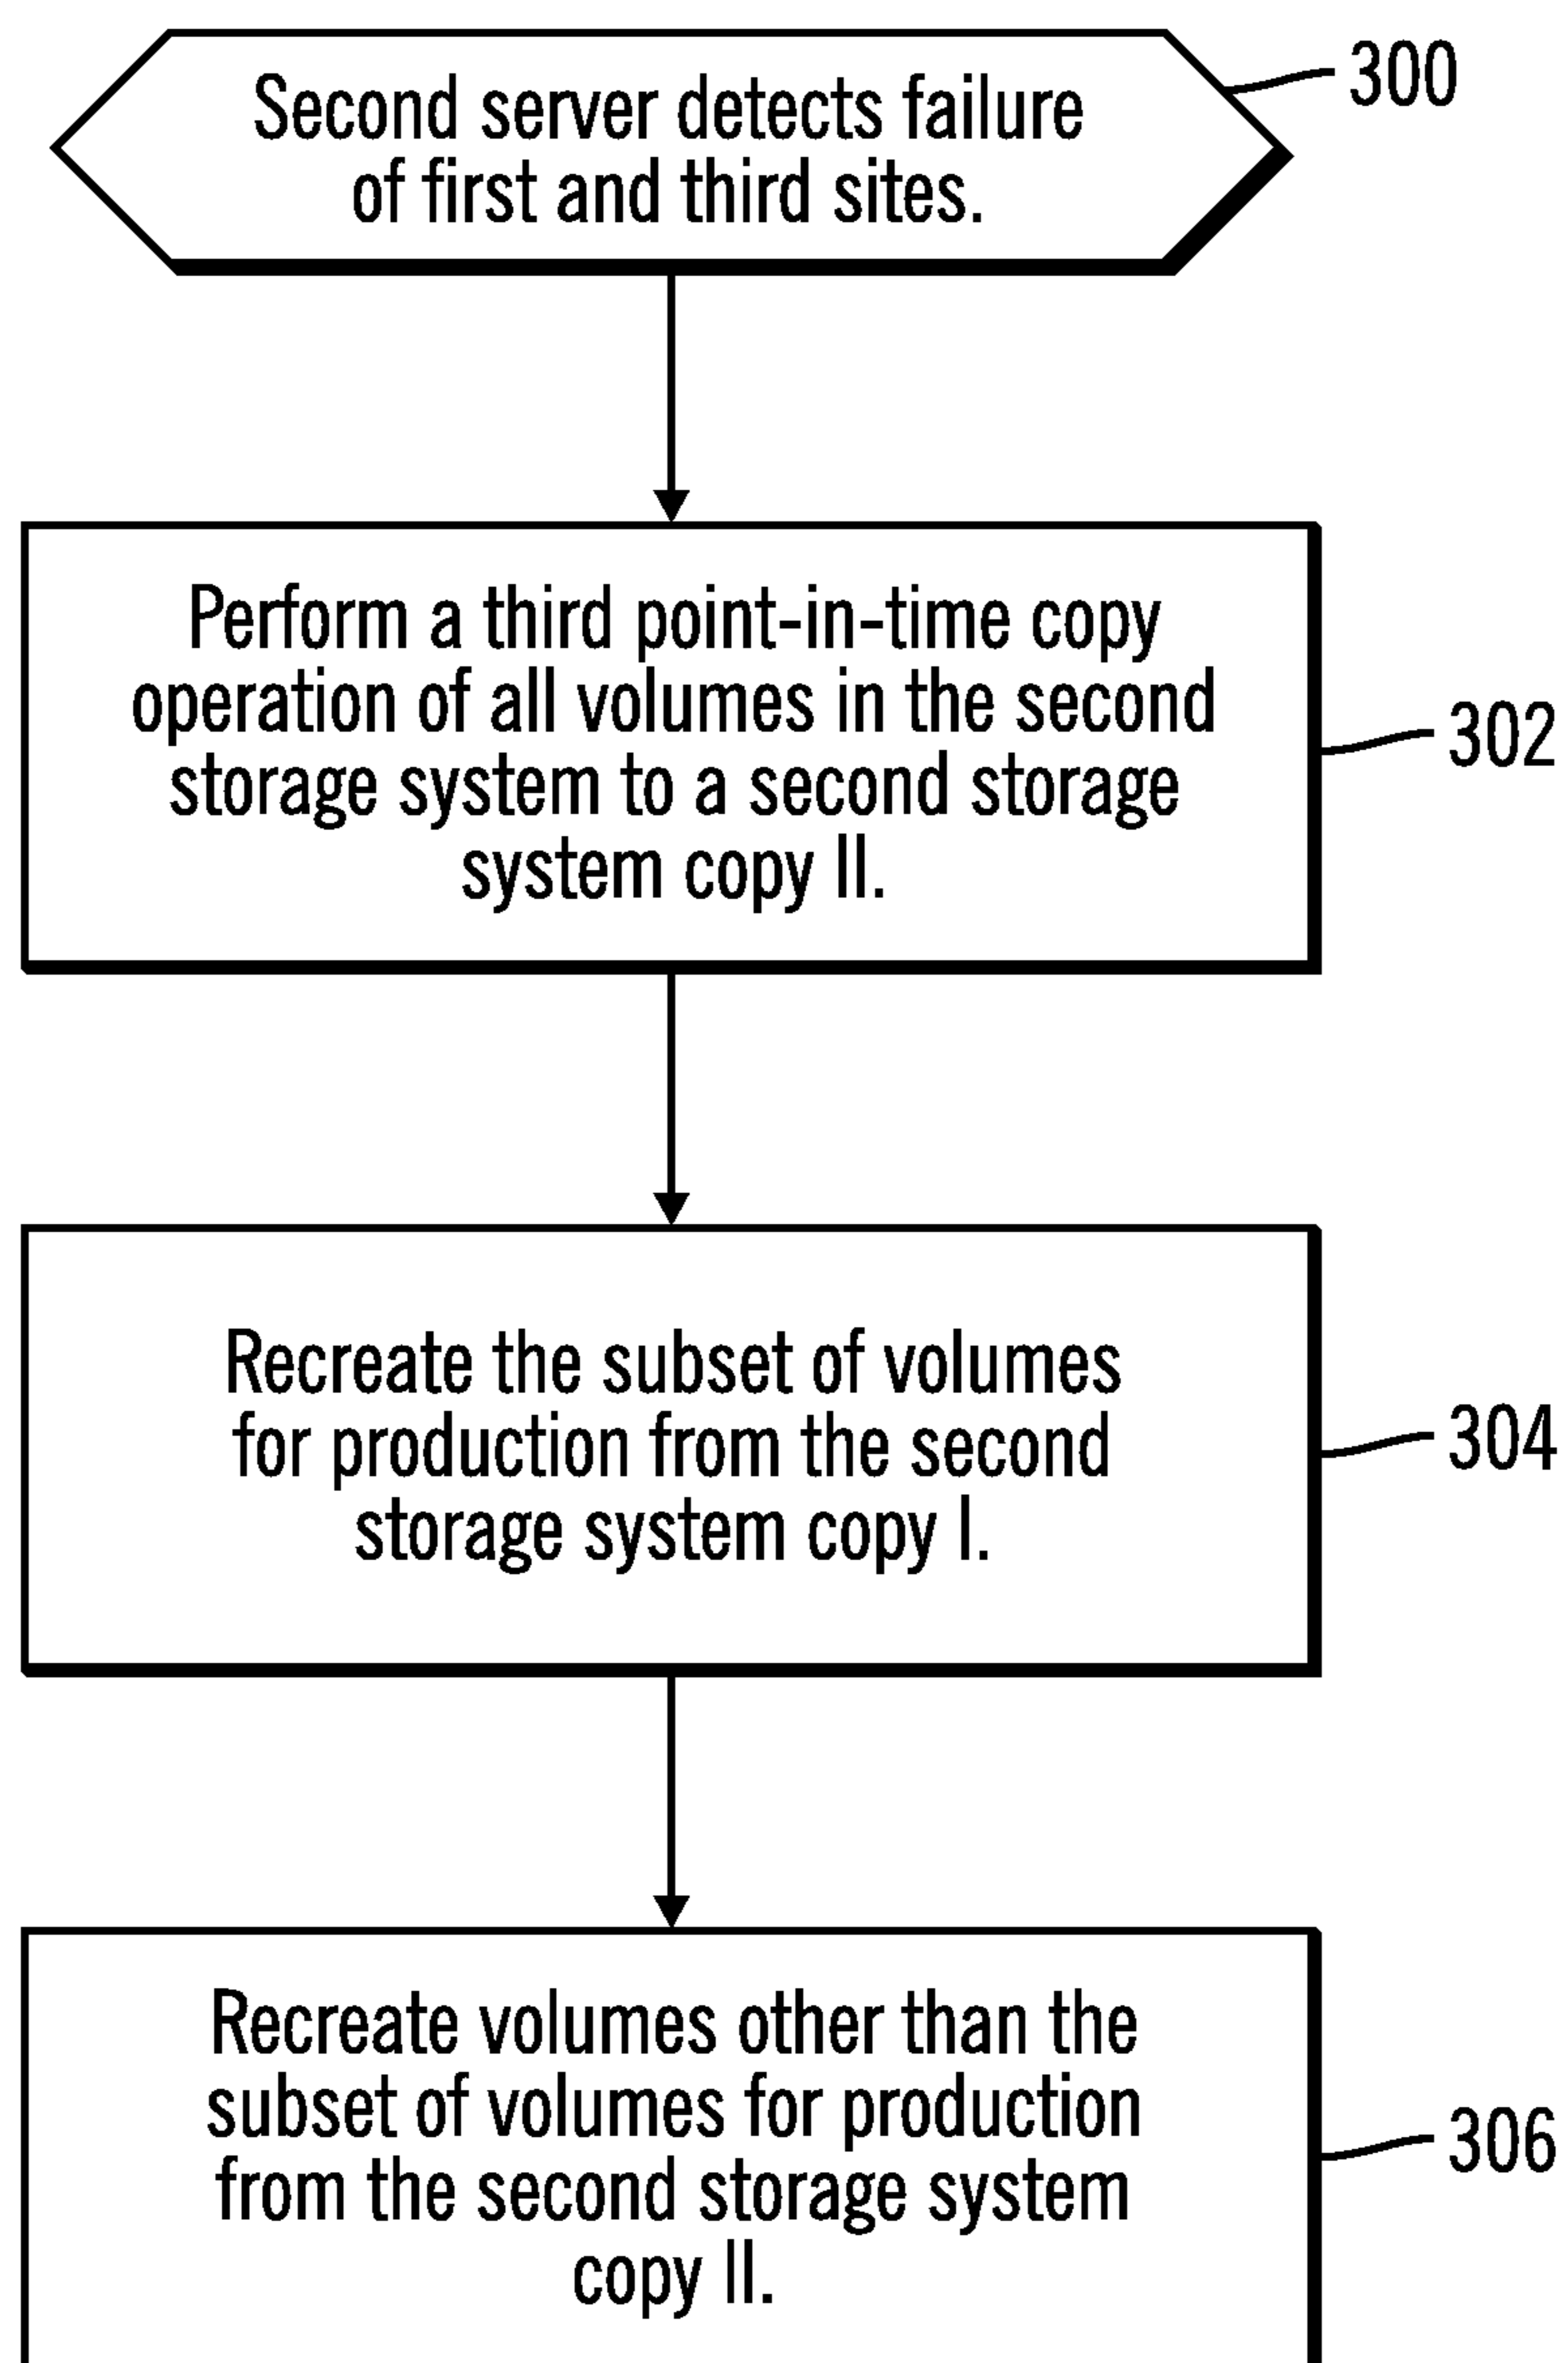 Second server detects failure
of first and third sites.
300
Perform a third point-in-time copy
operation of all volumes in the second
storage system to a second storage
system copy II.
302
Recreate the subset of volumes
for production from the second
storage system copy I.
304
Recreate volumes other than the
subset of volumes for production
from the second storage system
copy II.
306